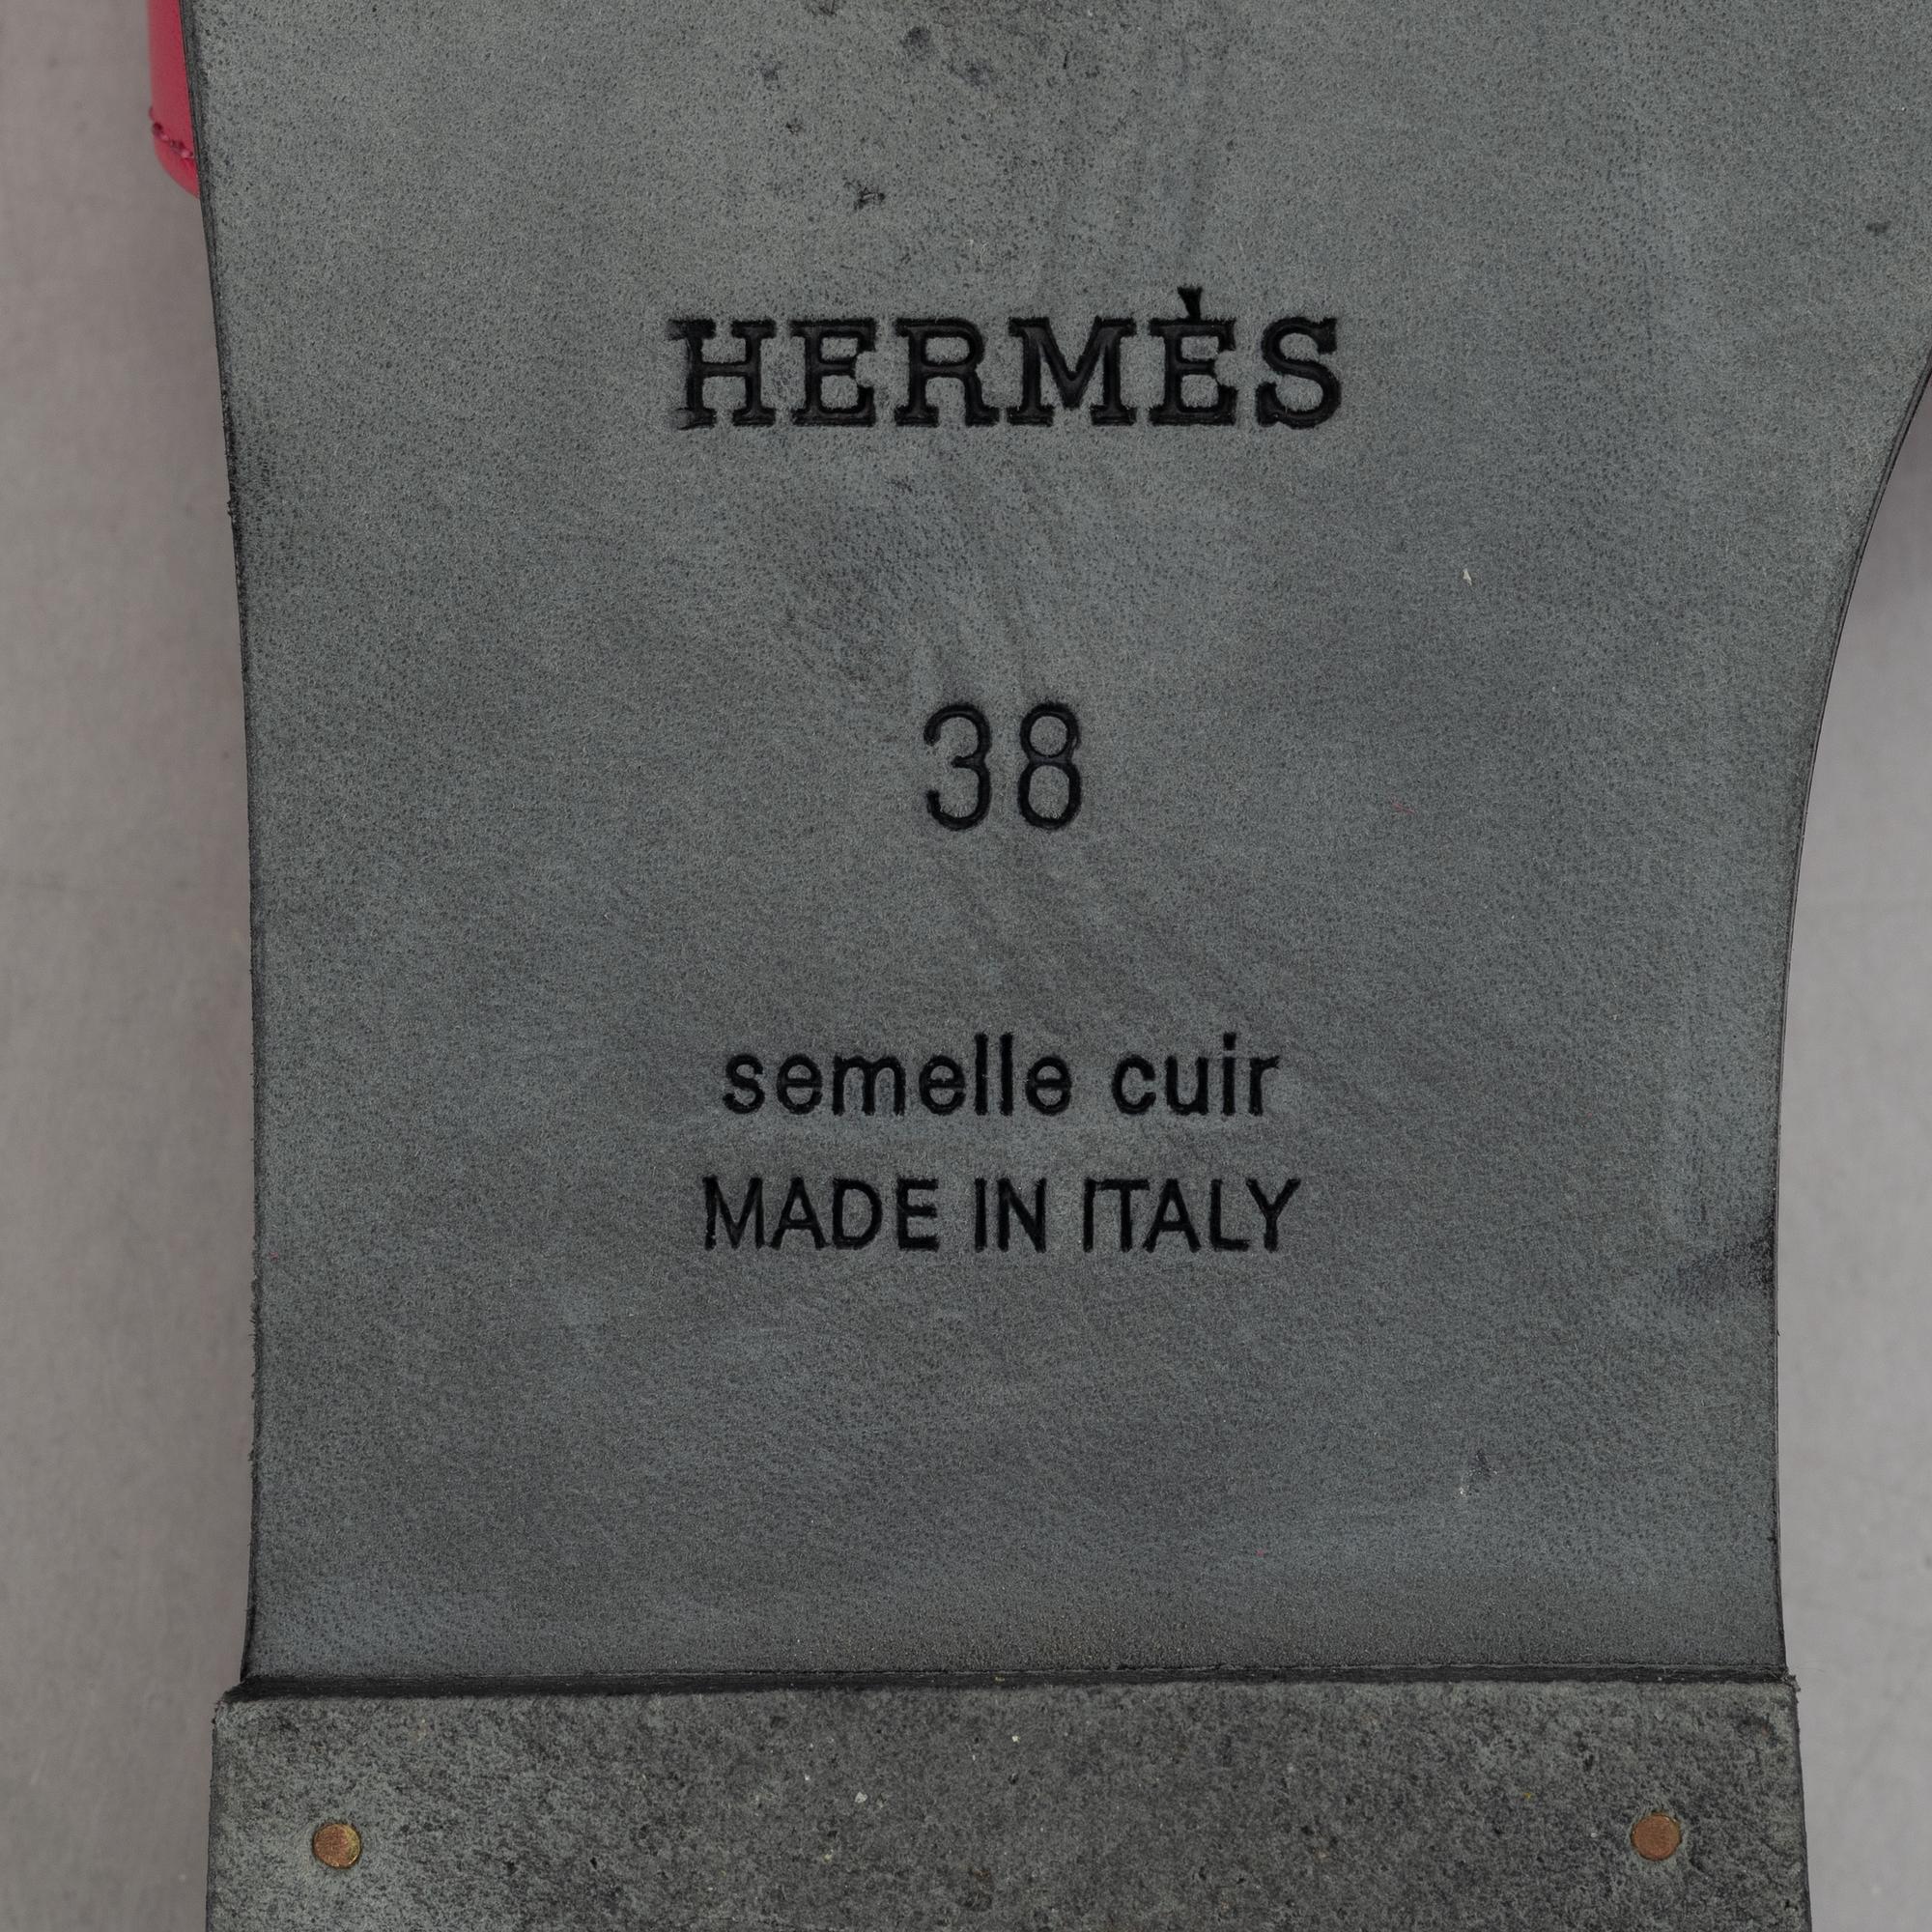 HERMÈS
38
semelle cuir
MADE IN ITALY